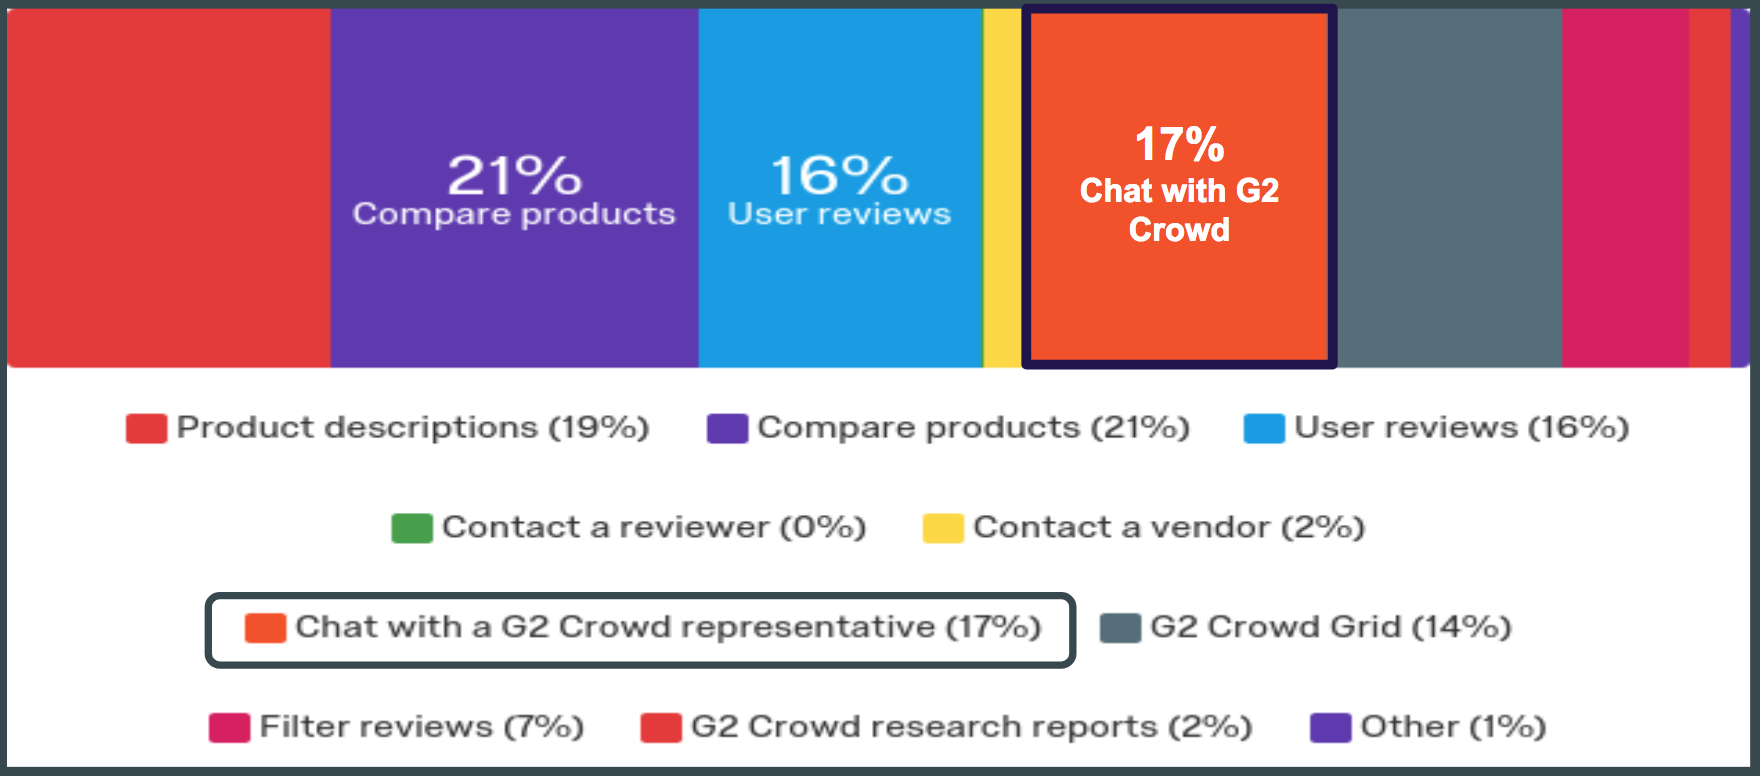 21%
Compare products
16%
User reviews
17%
Chat with G2
Crowd
Product descriptions (19%)
Compare products (21%)
User reviews (16%)
Contact a reviewer (0%)
Contact a vendor (2%)
Chat with a G2 Crowd representative (17%)
G2 Crowd Grid (14%)
Filter reviews (7%)
G2 Crowd research reports (2%)
Other (1%)